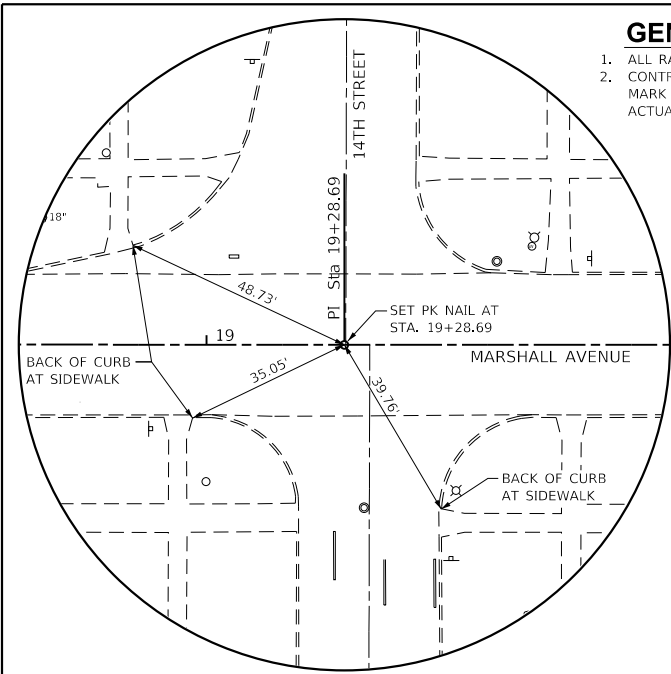 GEN
1. ALL RA
2. CONTR
MARK
ACTUA
14TH STREET
PI Sta 19+28.69
18"
48.73'
SET PK NAIL AT
STA. 19+28.69
19
MARSHALL AVENUE
BACK OF CURB
AT SIDEWALK
35.05'
39.76'
BACK OF CURB
AT SIDEWALK